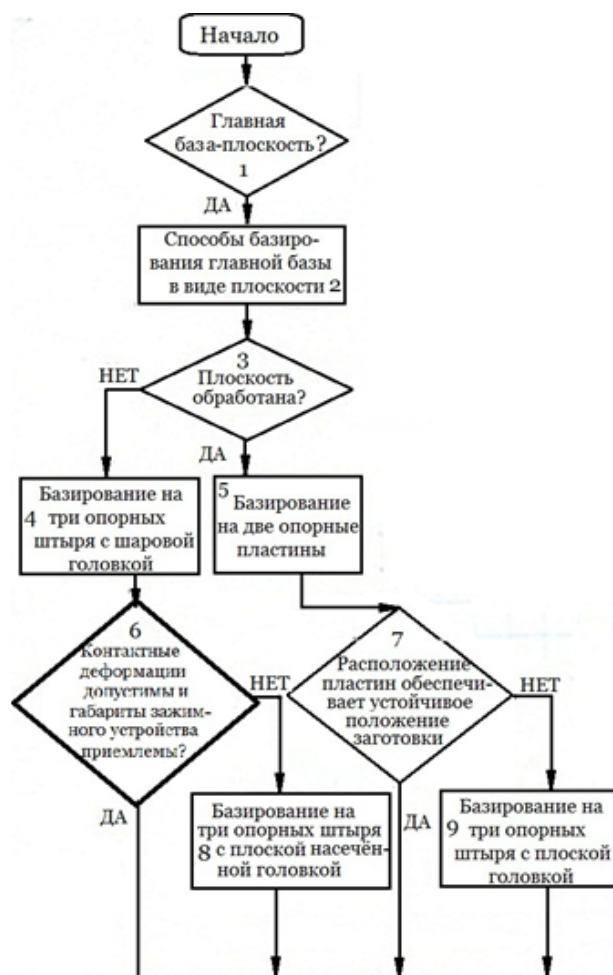 Начало
Главная
база-плоскость?
1
ДА
Способы базиро-
вания главной базы
в виде плоскости 2
3
НЕТ
Плоскость
обработана?
ДА
Базирование на
4 три опорных
штыря с шаровой
головкой
5
Базирование
на две опорные
пластины
6
Контактные
деформации
допустимы и
габариты зажим-
ного устройства
приемлемы?
НЕТ
7
Расположение
пластин обеспечи-
вает устойчивое
положение
заготовки
НЕТ
ДА
Базирование на
три опорных штыря
8 с плоской насечён-
ной головкой
ДА
Базирование на
9 три опорных
штыря с плоской
головкой